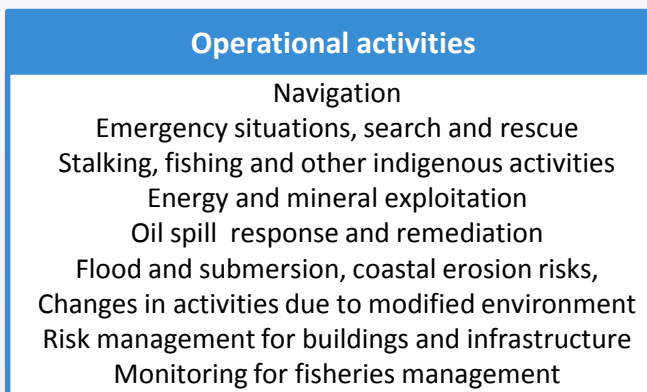 Operational activities
Navigation
Emergency situations, search and rescue
Stalking, fishing and other indigenous activities
Energy and mineral exploitation
Oil spill  response and remediation
Flood and submersion, coastal erosion risks,
Changes in activities due to modified environment
Risk management for buildings and infrastructure
Monitoring for fisheries management